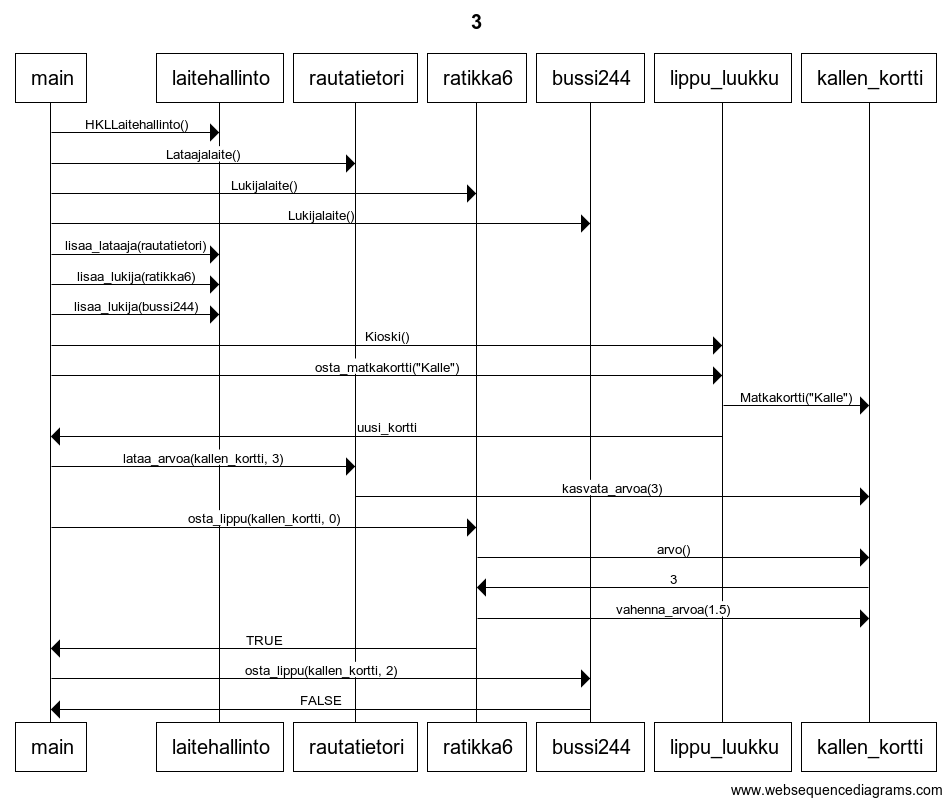 3
main laitehallinto rautatietori ratikka6 bussi244 lippu_luukku kallen_kortti
HKLLaitehallinto()
Lataajalaite()
Lukijalaite()
Lukijalaite()
lisaa_lataaja(rautatietori)
lisaa_lukija(ratikka6)
lisaa_lukija(bussi244)
Kioski()
osta_matkakortti("Kalle")
Matkakortti("Kalle")
uusi_kortti
lataa_arvoa(kallen_kortti, 3)
kasvata_arvoa(3)
osta_lippu(kallen_kortti, 0)
arvo()
3
vahenna_arvoa(1.5)
TRUE
osta_lippu(kallen_kortti, 2)
FALSE
main laitehallinto rautatietori ratikka6 bussi244 lippu_luukku kallen_kortti
www.websequencediagrams.com